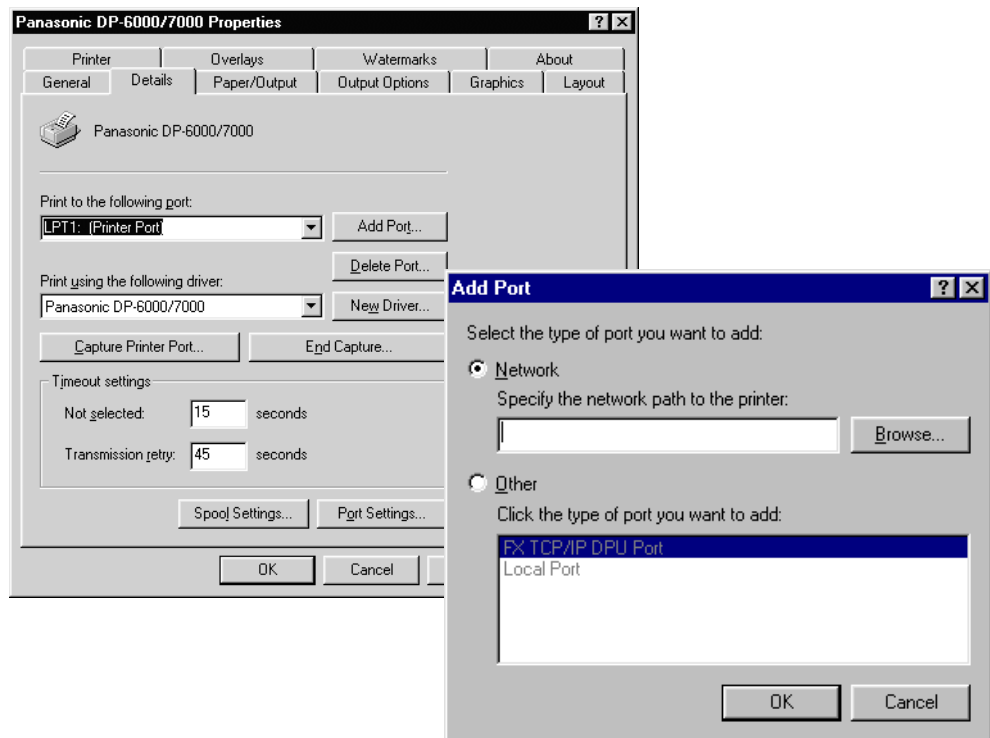 Panasonic DP-6000/7000 Properties
Printer Overlays Watermarks About
General Details Paper/Output Output Options Graphics Layout
Panasonic DP-6000/7000
Print to the following port:
LPT1: (Printer Port) Add Port...
Delete Port...
Print using the following driver:
Panasonic DP-6000/7000 New Driver...
Capture Printer Port... End Capture...
Timeout settings
Not selected: 15 seconds
Transmission retry: 45 seconds
Spool Settings... Port Settings...
OK Cancel
Add Port
Select the type of port you want to add:
Network
Specify the network path to the printer:
Browse...
Other
Click the type of port you want to add:
FX TCP/IP DPU Port
Local Port
OK Cancel